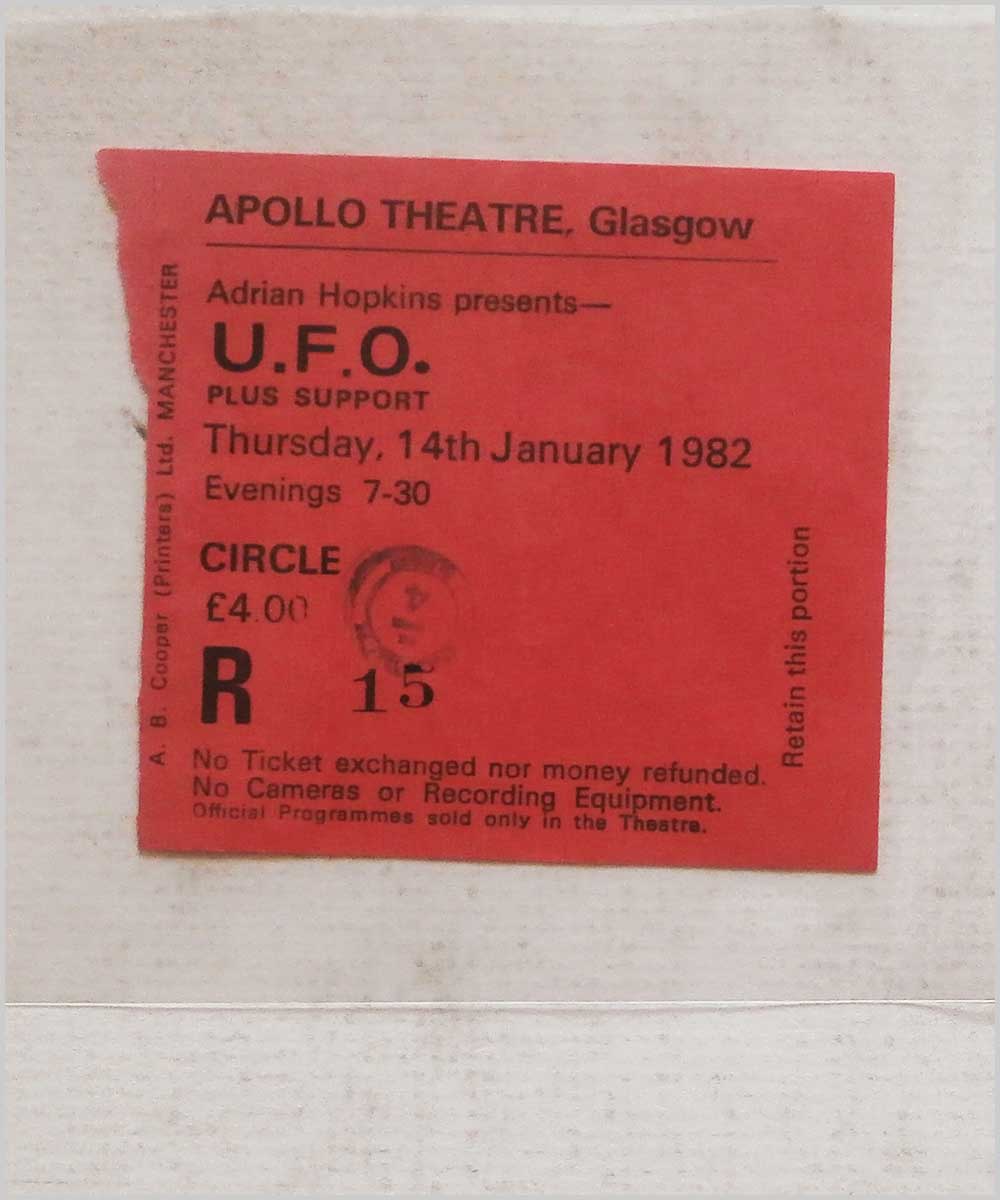 APOLLO THEATRE, Glasgow
Adrian Hopkins presents—
U.F.O.
PLUS SUPPORT
Thursday, 14th January 1982
Evenings 7-30
CIRCLE
£4.00
R 15
No Ticket exchanged nor money refunded.
No Cameras or Recording Equipment.
Official Programmes sold only in the Theatre.
A. B. Cooper (Printers) Ltd. MANCHESTER
Retain this portion